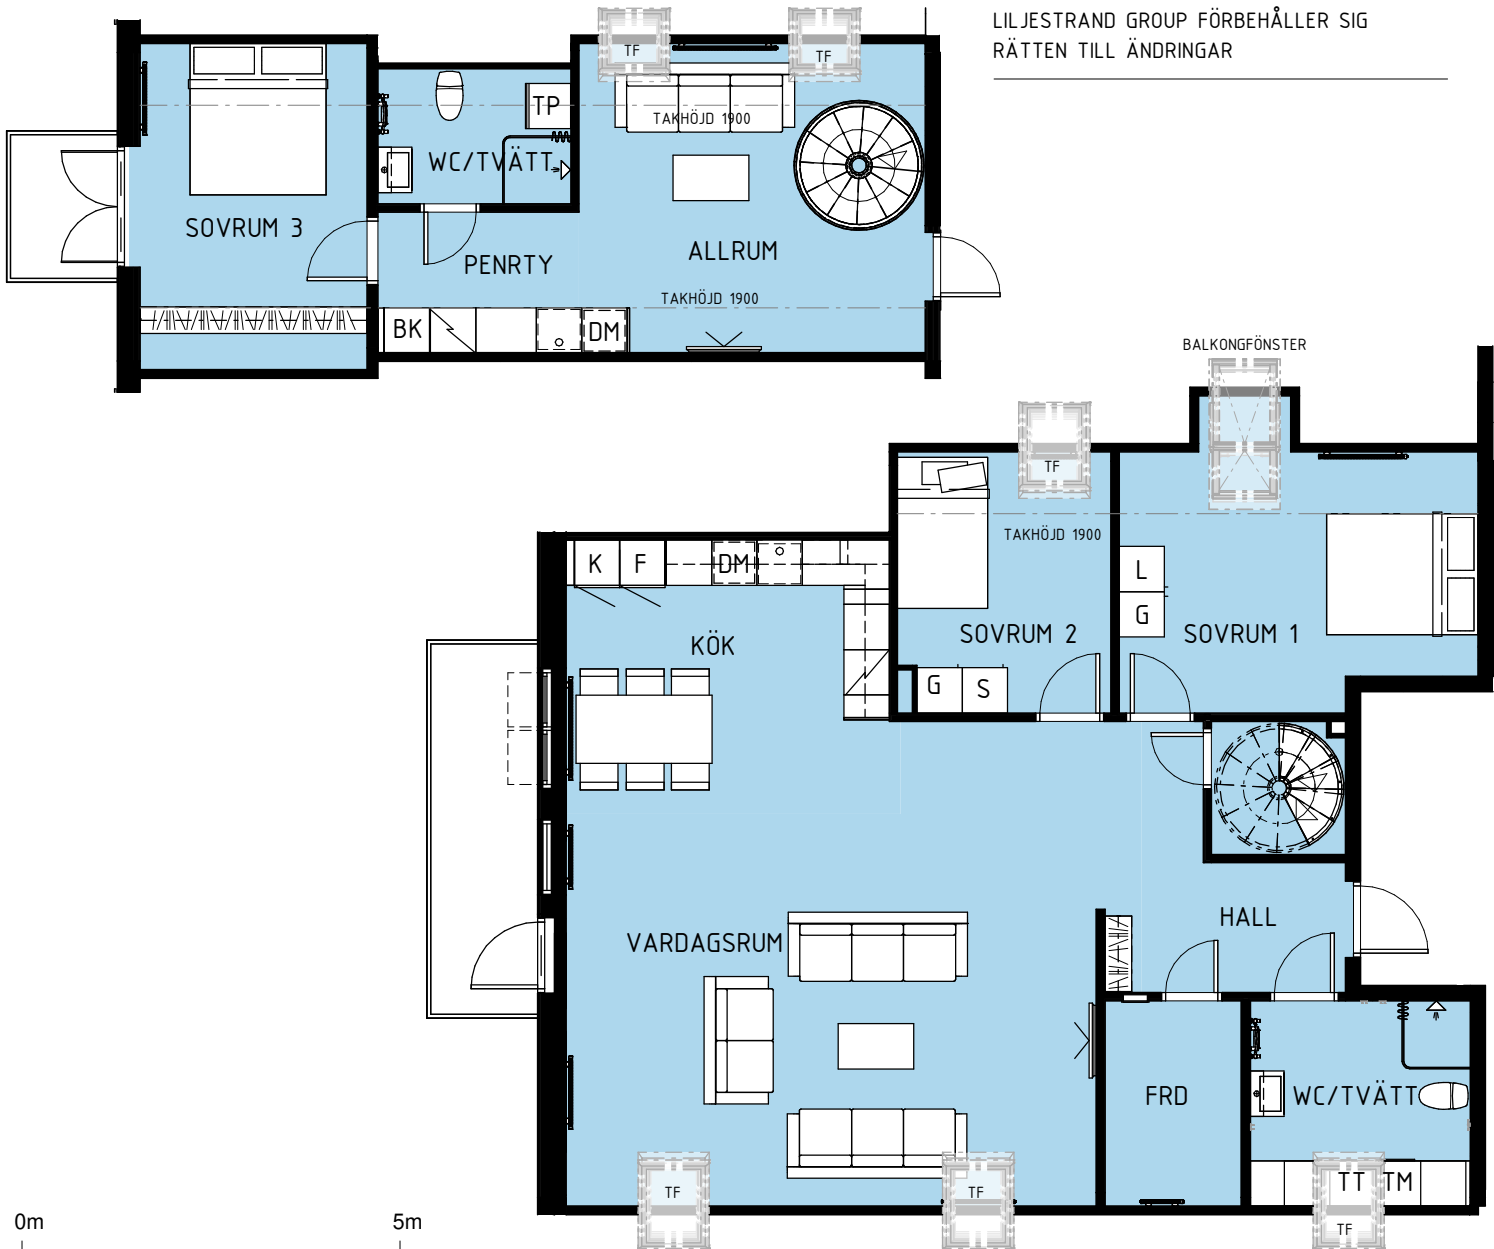 LILJESTRAND GROUP FÖRBEHÅLLER SIG
RÄTTEN TILL ÄNDRINGAR
TF
TF
TP
TAKHÖJD 1900
WC/TVÄTT
SOVRUM 3
ALLRUM
PENRTY
TAKHÖJD 1900
BK
DM
BALKONGFÖNSTER
TF
TAKHÖJD 1900
K
F
DM
L
G
SOVRUM 2
SOVRUM 1
KÖK
G
S
HALL
VARDAGSRUM
FRD
WC/TVÄTT
TT
TM
TF
TF
TF
0m
5m